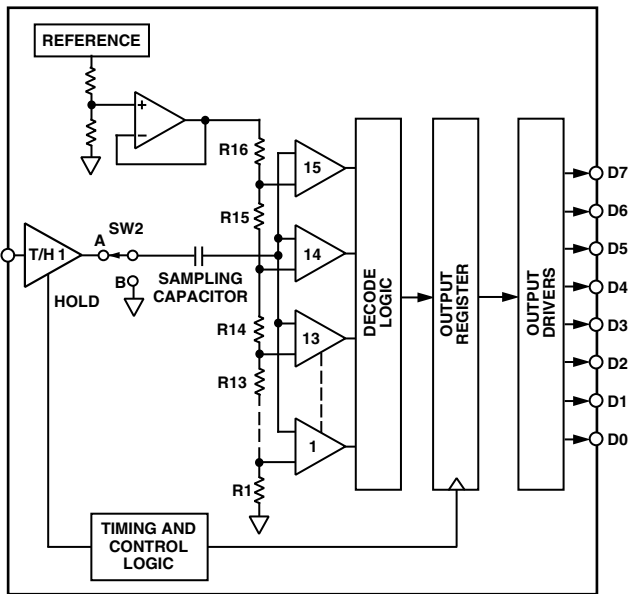 REFERENCE
+
−
R16
15
D7
R15
D6
T/H 1
A
SW2
14
D5
B
SAMPLING
CAPACITOR
HOLD
DECODE
LOGIC
OUTPUT
REGISTER
OUTPUT
DRIVERS
D4
R14
13
D3
R13
D2
D1
1
D0
R1
TIMING AND
CONTROL
LOGIC